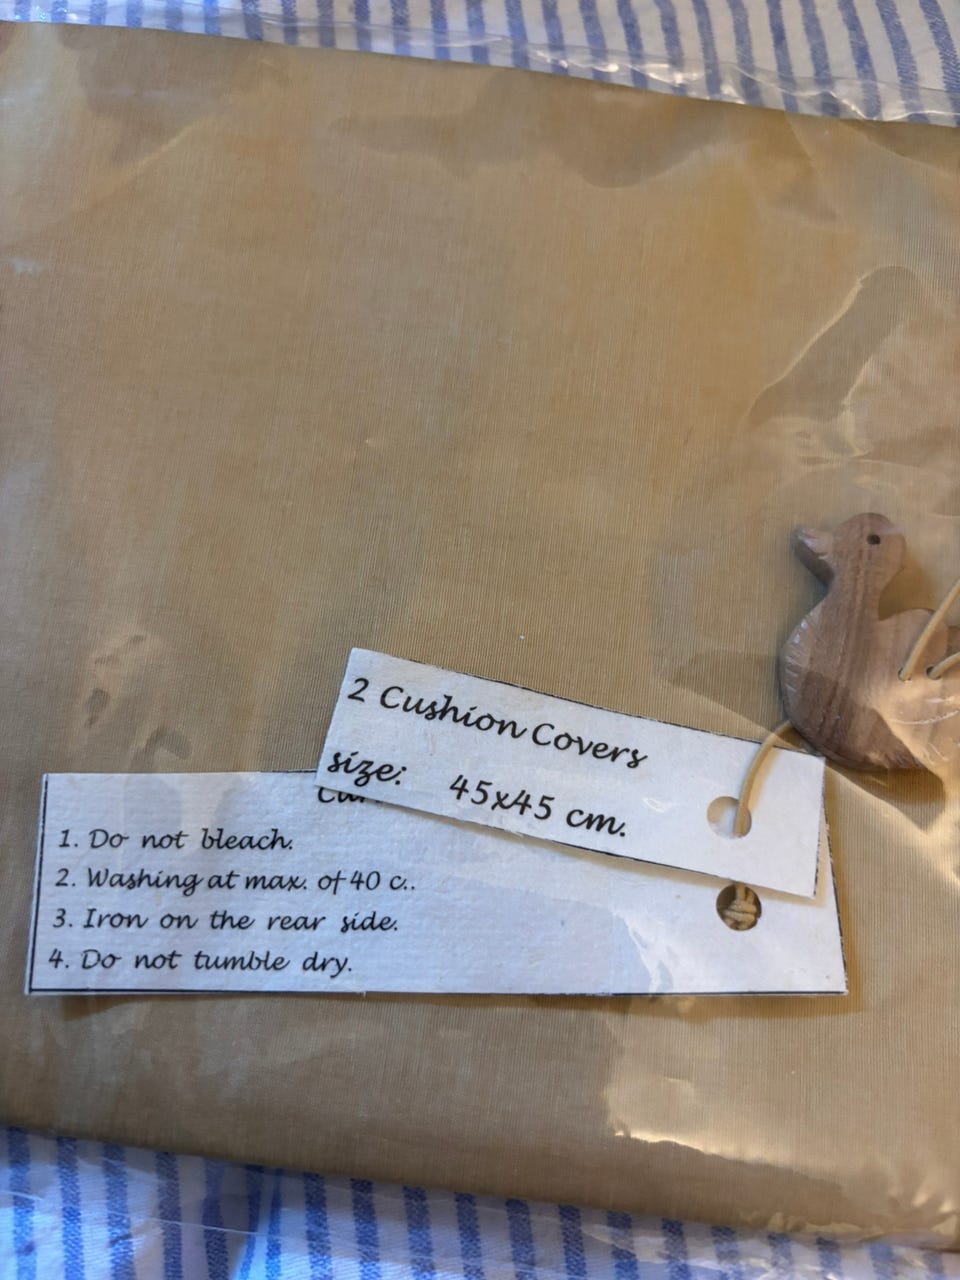 2 Cushion Covers
size: 45x45 cm.
1. Do not bleach.
2. Washing at max. of 40 c..
3. Iron on the rear side.
4. Do not tumble dry.